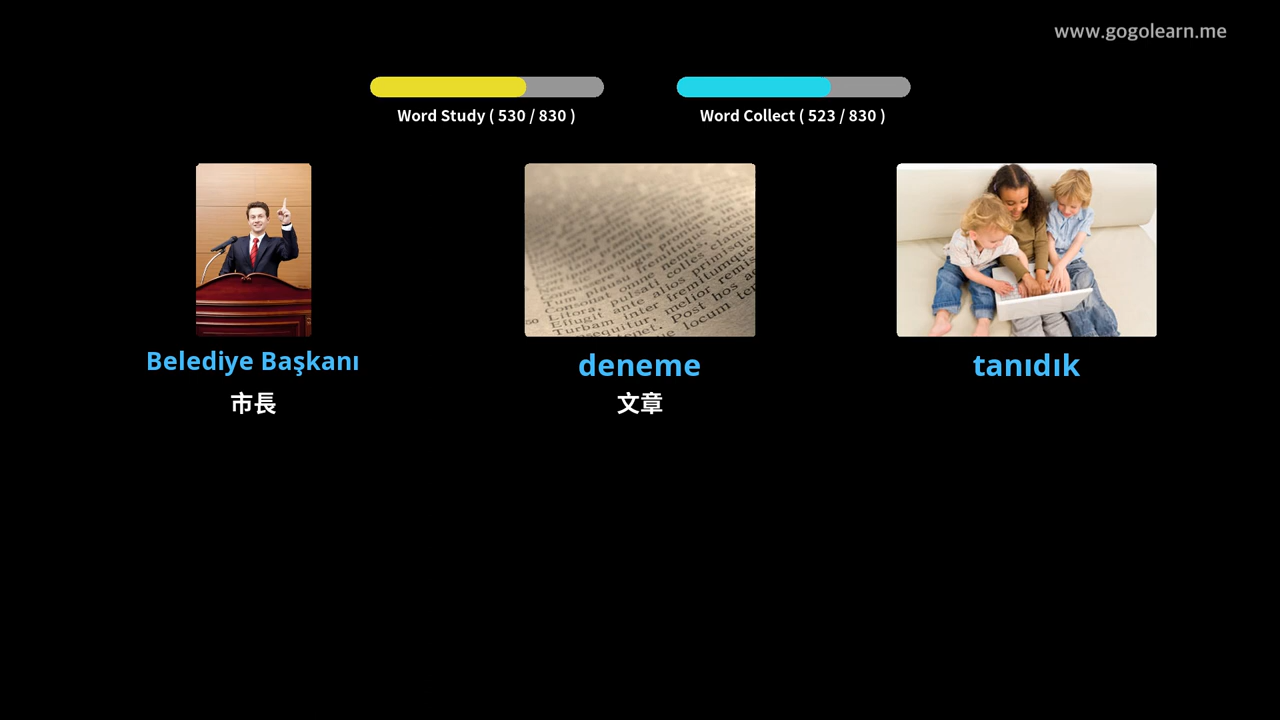 www.gogolearn.me
Word Study ( 530 / 830 )
Word Collect ( 523 / 830 )
Belediye Başkanı
市長
deneme
文章
tanıdık